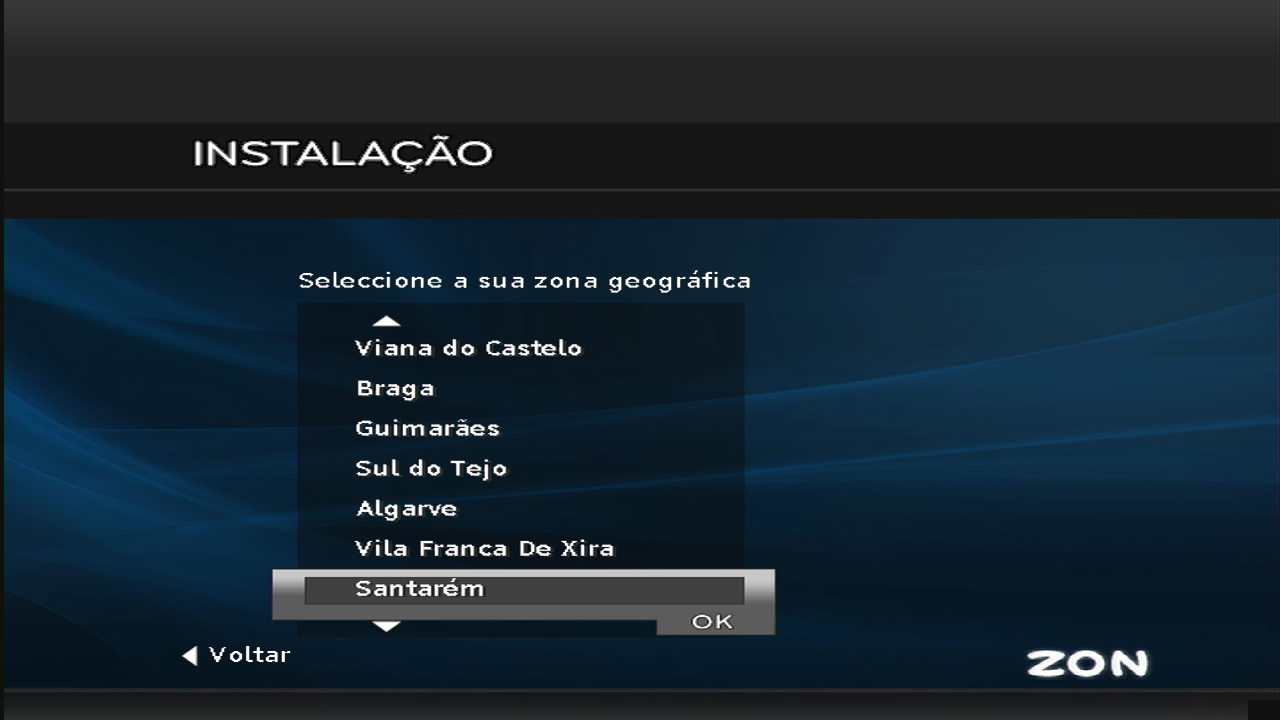 INSTALAÇÃO
Seleccione a sua zona geográfica
Viana do Castelo
Braga
Guimarães
Sul do Tejo
Algarve
Vila Franca De Xira
Santarém
OK
Voltar
ZON